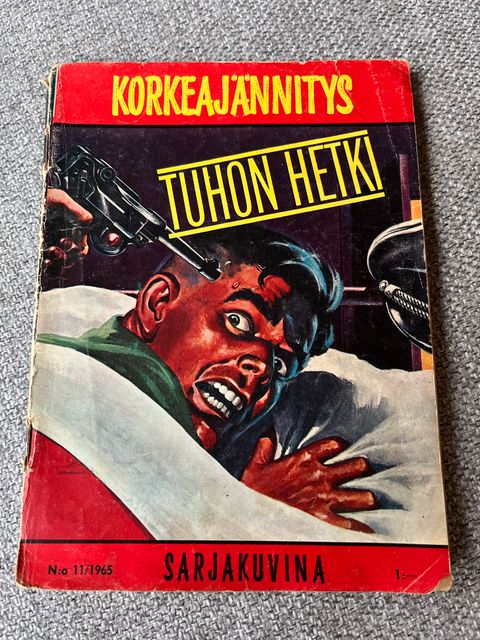 KORKEAJÄNNITYS
TUHON HETKI
N:o 11/1965
SARJAKUVINA
1:—